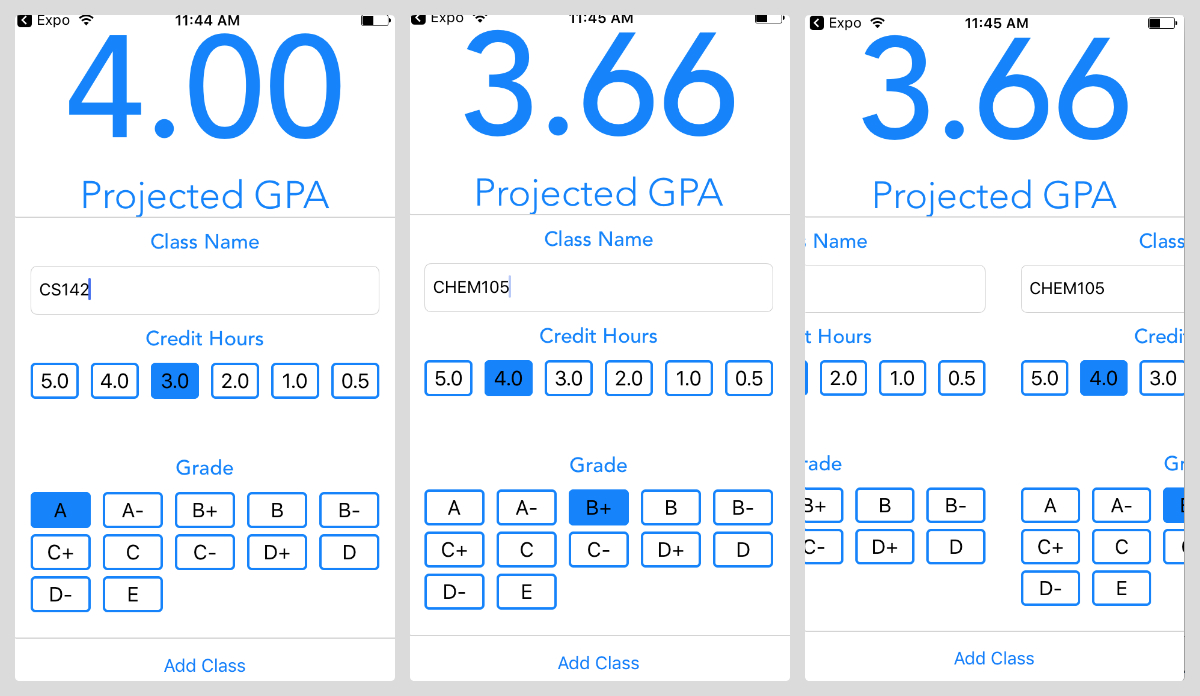 Expo 11:44 AM
4.00
Projected GPA
Class Name
CS142
Credit Hours
5.0 4.0 3.0 2.0 1.0 0.5
Grade
A A- B+ B B-
C+ C C- D+ D
D- E
Add Class
Expo 11:45 AM
3.66
Projected GPA
Class Name
CHEM105
Credit Hours
5.0 4.0 3.0 2.0 1.0 0.5
Grade
A A- B+ B B-
C+ C C- D+ D
D- E
Add Class
Expo 11:45 AM
3.66
Projected GPA
Name Class
CHEM105
t Hours Credi
2.0 1.0 0.5 5.0 4.0 3.0
rade Gr
B+ B B- A A-
C- D+ D C+ C
D- E
Add Class